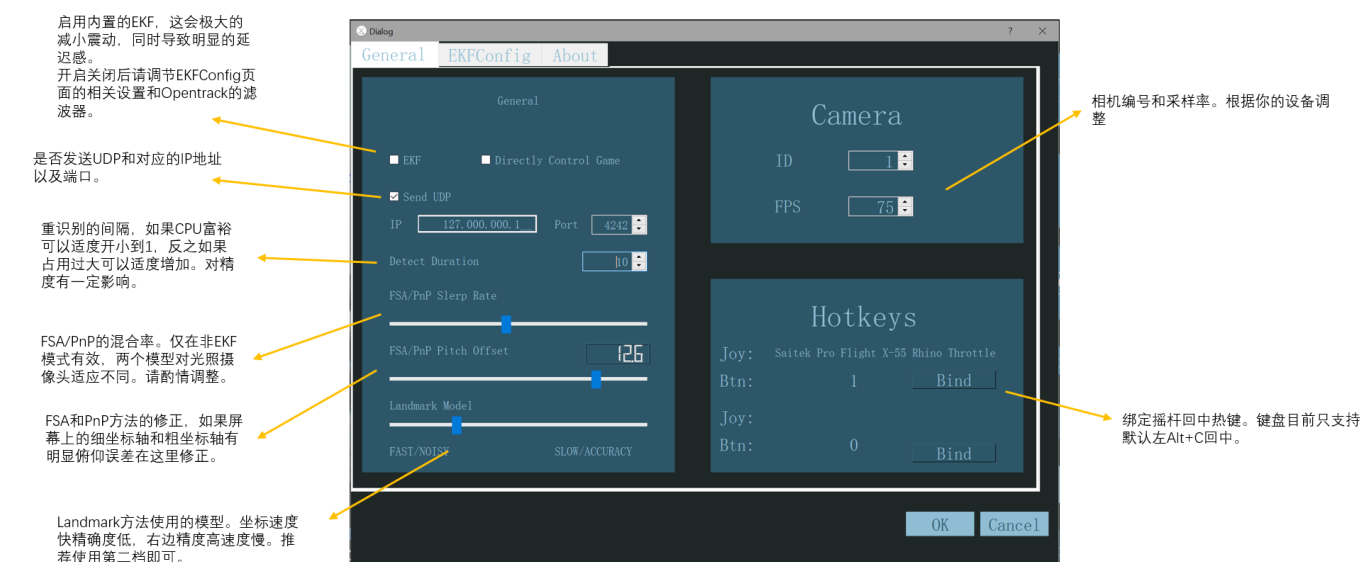 启用内置的EKF，这会极大的
减小震动，同时导致明显的延
迟感。
开启关闭后请调节EKFConfig页
面的相关设置和Opentrack的滤
波器。
是否发送UDP和对应的IP地址
以及端口。
重识别的间隔，如果CPU富裕
可以适度开小到1，反之如果
占用过大可以适度增加。对精
度有一定影响。
FSA/PnP的混合率。仅在非EKF
模式有效，两个模型对光照摄
像头适应不同。请酌情调整。
FSA和PnP方法的修正，如果屏
幕上的细坐标轴和粗坐标轴有
明显俯仰误差在这里修正。
Landmark方法使用的模型。坐标速度
快精确度低，右边精度高速度慢。推
荐使用第二档即可。
Dialog
? ×
General EKFConfig About
General
EKF Directly Control Game
Send UDP
IP 127.000.000.1__ Port 4242
Detect Duration 10
FSA/PnP Slerp Rate
FSA/PnP Pitch Offset 126
Landmark Model
FAST/NOISY SLOW/ACCURACY
Camera
ID 1
FPS 75
Hotkeys
Joy: Saitek Pro Flight X-55 Rhino Throttle
Btn: 1 Bind
Joy:
Btn: 0 Bind
OK Cancel
相机编号和采样率。根据你的设备调
整
绑定摇杆回中热键。键盘目前只支持
默认左Alt+C回中。